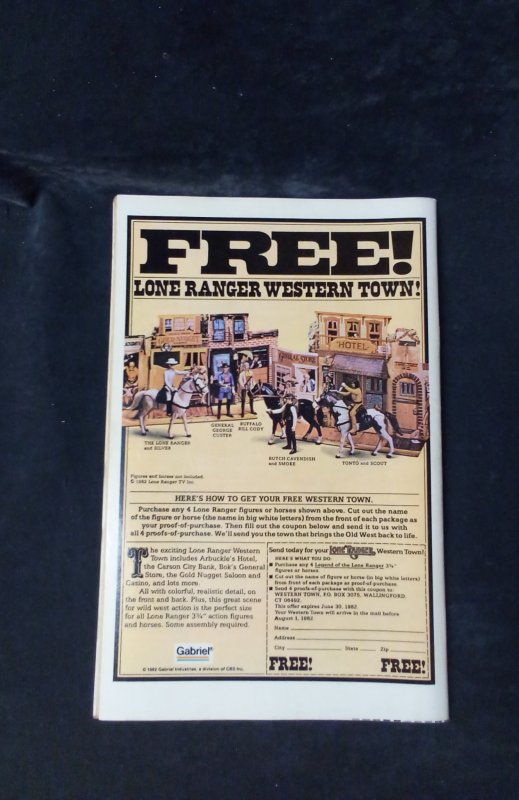 FREE!
LONE RANGER WESTERN TOWN!
HOTEL
GENERAL STORE
THE LONE RANGER
and SILVER
GENERAL
GEORGE
CUSTER
BUFFALO
BILL CODY
BUTCH CAVENDISH
and SMOKE
TONTO and SCOUT
Figures and horses not included.
© 1982 Lone Ranger TV Inc.
HERE'S HOW TO GET YOUR FREE WESTERN TOWN.
Purchase any 4 Lone Ranger figures or horses shown above. Cut out the name
of the figure or horse (the name in big white letters) from the front of each package as
your proof-of-purchase. Then fill out the coupon below and send it to us with
all 4 proofs-of-purchase. We'll send you the town that brings the Old West back to life.
The exciting Lone Ranger Western
Town includes Arbuckle's Hotel,
the Carson City Bank, Bok's General
Store, the Gold Nugget Saloon and
Casino, and lots more.
All with colorful, realistic detail, on
the front and back. Plus, this great scene
for wild west action is the perfect size
for all Lone Ranger 3¾" action figures
and horses. Some assembly required.
Gabriel®
© 1982 Gabriel Industries, a division of CBS Inc.
Send today for your LONE RANGER Western Town!
HERE'S WHAT YOU DO:
■ Purchase any 4 Legend of the Lone Ranger 3¾"
figures or horses.
■ Cut out the name of figure or horse (in big white letters)
from front of each package as proof-of-purchase.
■ Send 4 proofs-of-purchase with this coupon to:
WESTERN TOWN, P.O. BOX 3075, WALLINGFORD,
CT 06492.
This offer expires June 30, 1982.
Your Western Town will arrive in the mail before
August 1, 1982.
Name
Address
City State Zip
FREE! FREE!